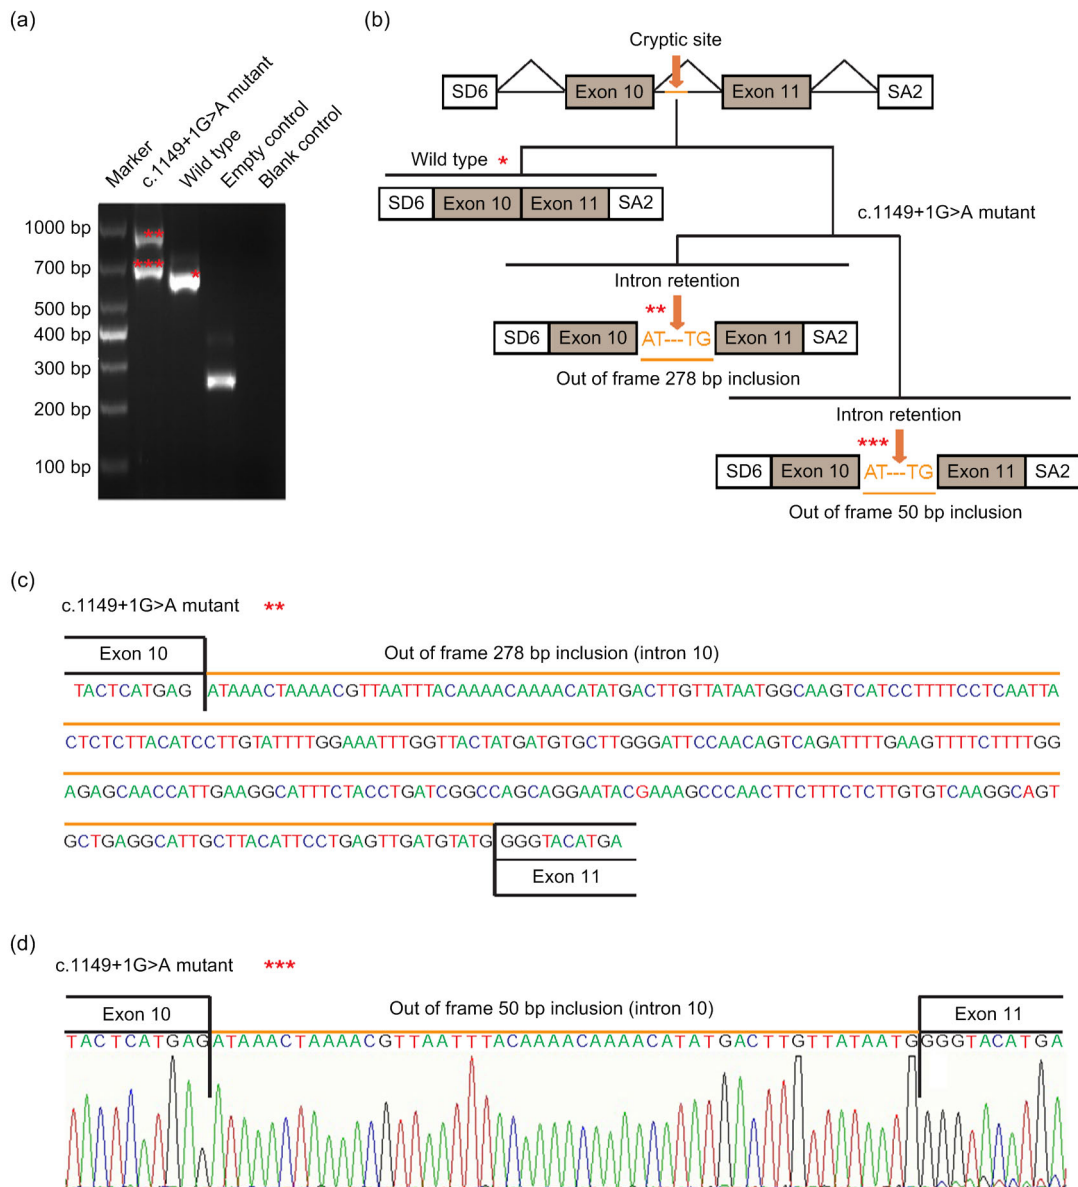 (a)
Marker
c.1149+1G>A mutant
Wild type
Empty control
Blank control
1000 bp
700 bp
500 bp
400 bp
300 bp
200 bp
100 bp
**
***
*
(b)
Cryptic site
SD6 Exon 10 Exon 11 SA2
Wild type *
SD6 Exon 10 Exon 11 SA2
c.1149+1G>A mutant
Intron retention
**
SD6 Exon 10 AT---TG Exon 11 SA2
Out of frame 278 bp inclusion
Intron retention
***
SD6 Exon 10 AT---TG Exon 11 SA2
Out of frame 50 bp inclusion
(c)
c.1149+1G>A mutant **
Exon 10 Out of frame 278 bp inclusion (intron 10)
TACTCATGAG ATAAACTAAAACGTTAATTTACAAAACAAAACATATGACTTGTTATAATGGCAAGTCATCCTTTTCCTCAATTA
CTCTCTTACATCCTTGTATTTTGGAAATTTGGTTACTATGATGTGCTTGGGATTCCAACAGTCAGATTTTGAAGTTTTCTTTTGG
AGAGCAACCATTGAAGGCATTTCTACCTGATCGGCCAGCAGGAATACGAAAGCCCAACTTCTTTCTCTTGTGTCAAGGCAGT
GCTGAGGCATTGCTTACATTCCTGAGTTGATGTATG GGGTACATGA
Exon 11
(d)
c.1149+1G>A mutant ***
Exon 10 Out of frame 50 bp inclusion (intron 10) Exon 11
TACTCATGAGATAAACTAAAACGTTAATTTACAAAACAAAACATATGACTTGTTATAATGGGGTACATGA